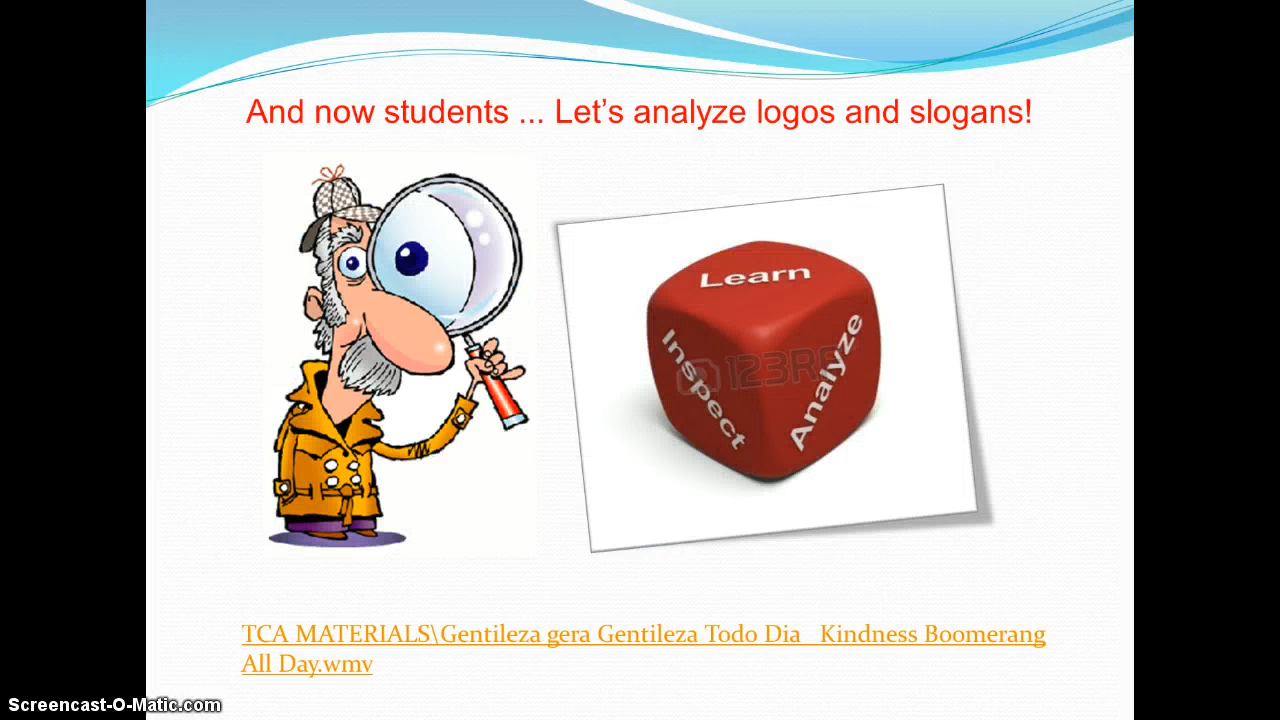 And now students ... Let's analyze logos and slogans!
Learn
Inspect
Analyze
123RF
TCA MATERIALS\Gentileza gera Gentileza Todo Dia   Kindness Boomerang
All Day.wmv
Screencast-O-Matic.com